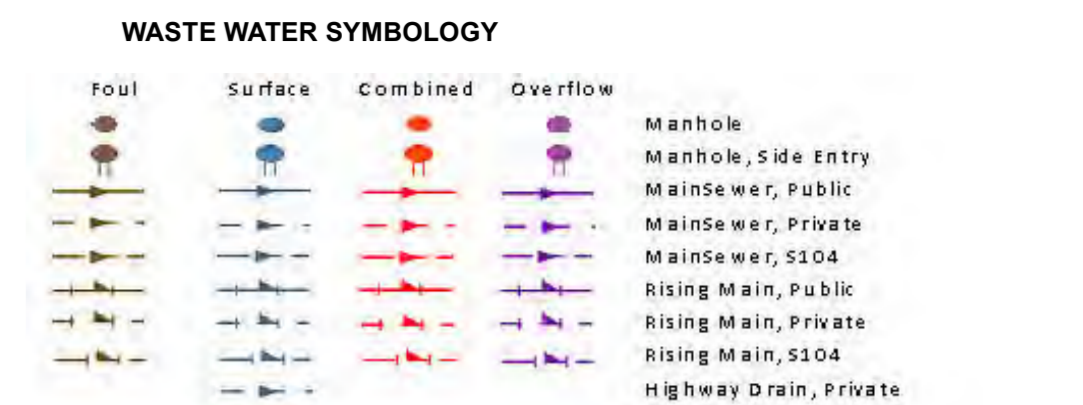 WASTE WATER SYMBOLOGY
Foul Surface Combined Overflow
Manhole
Manhole, Side Entry
MainSewer, Public
MainSewer, Private
MainSewer, S104
Rising Main, Public
Rising Main, Private
Rising Main, S104
Highway Drain, Private